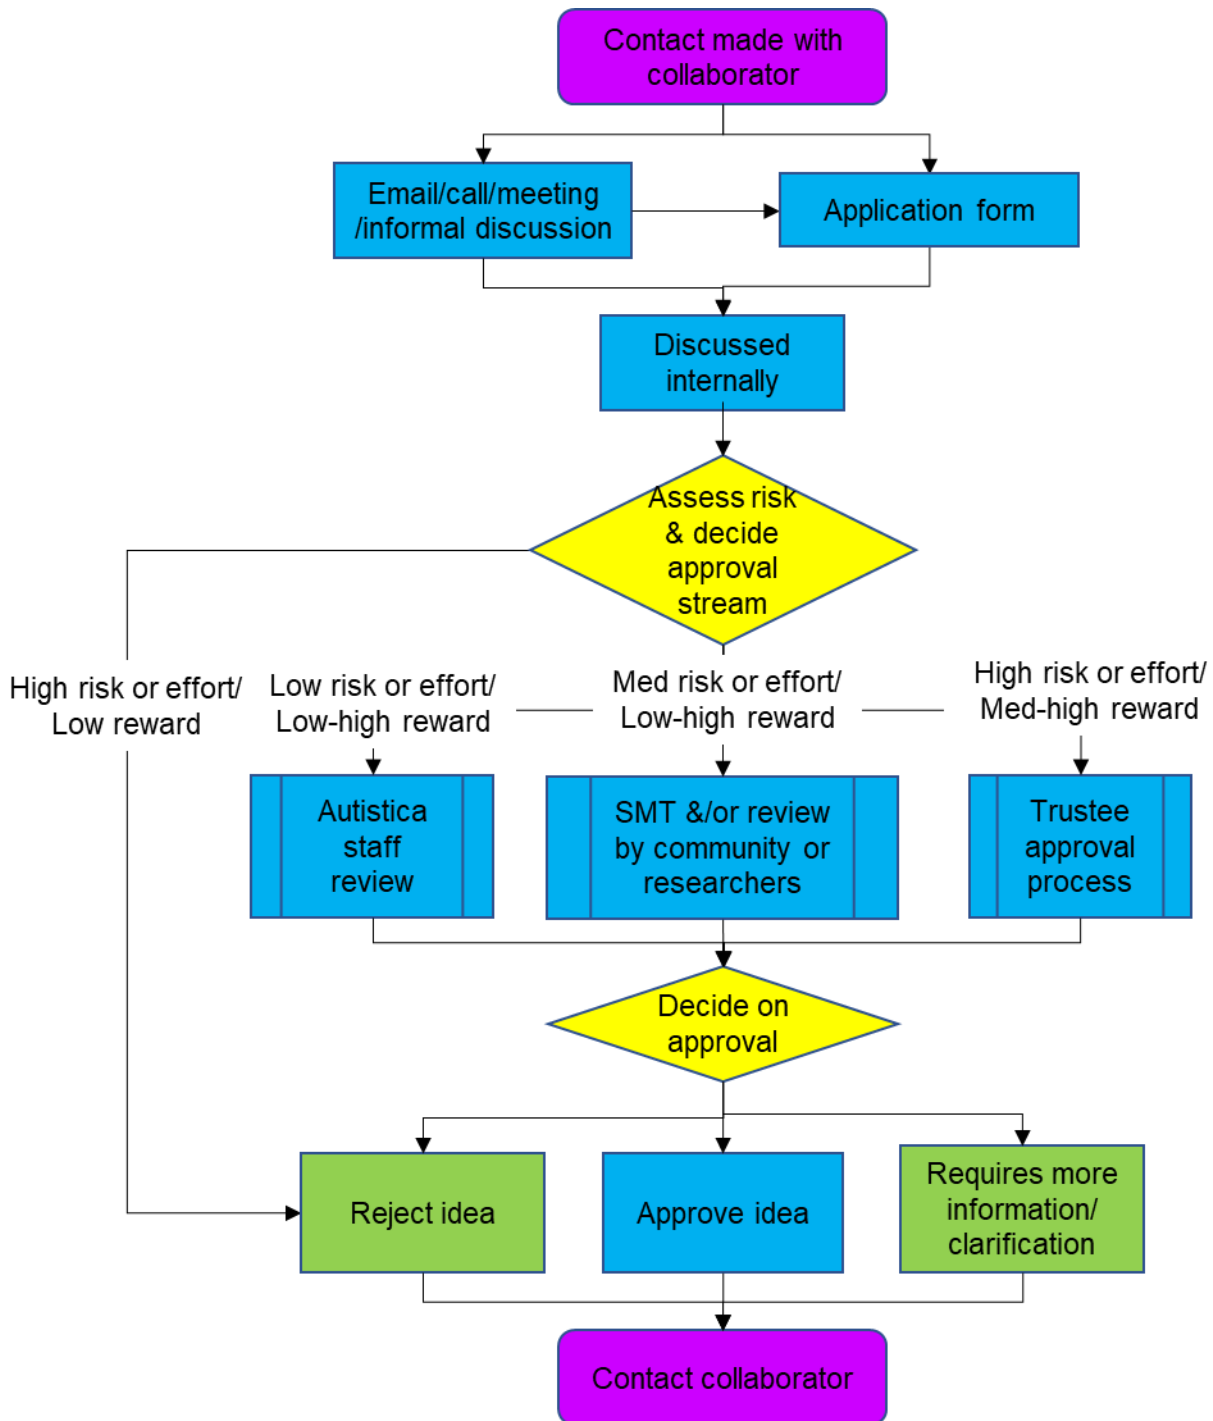 Contact made with
collaborator
Email/call/meeting
/informal discussion
Application form
Discussed
internally
Assess risk
& decide
approval
stream
High risk or effort/
Low reward
Low risk or effort/
Low-high reward
Med risk or effort/
Low-high reward
High risk or effort/
Med-high reward
Autistica
staff
review
SMT &/or review
by community or
researchers
Trustee
approval
process
Decide on
approval
Reject idea
Approve idea
Requires more
information/
clarification
Contact collaborator